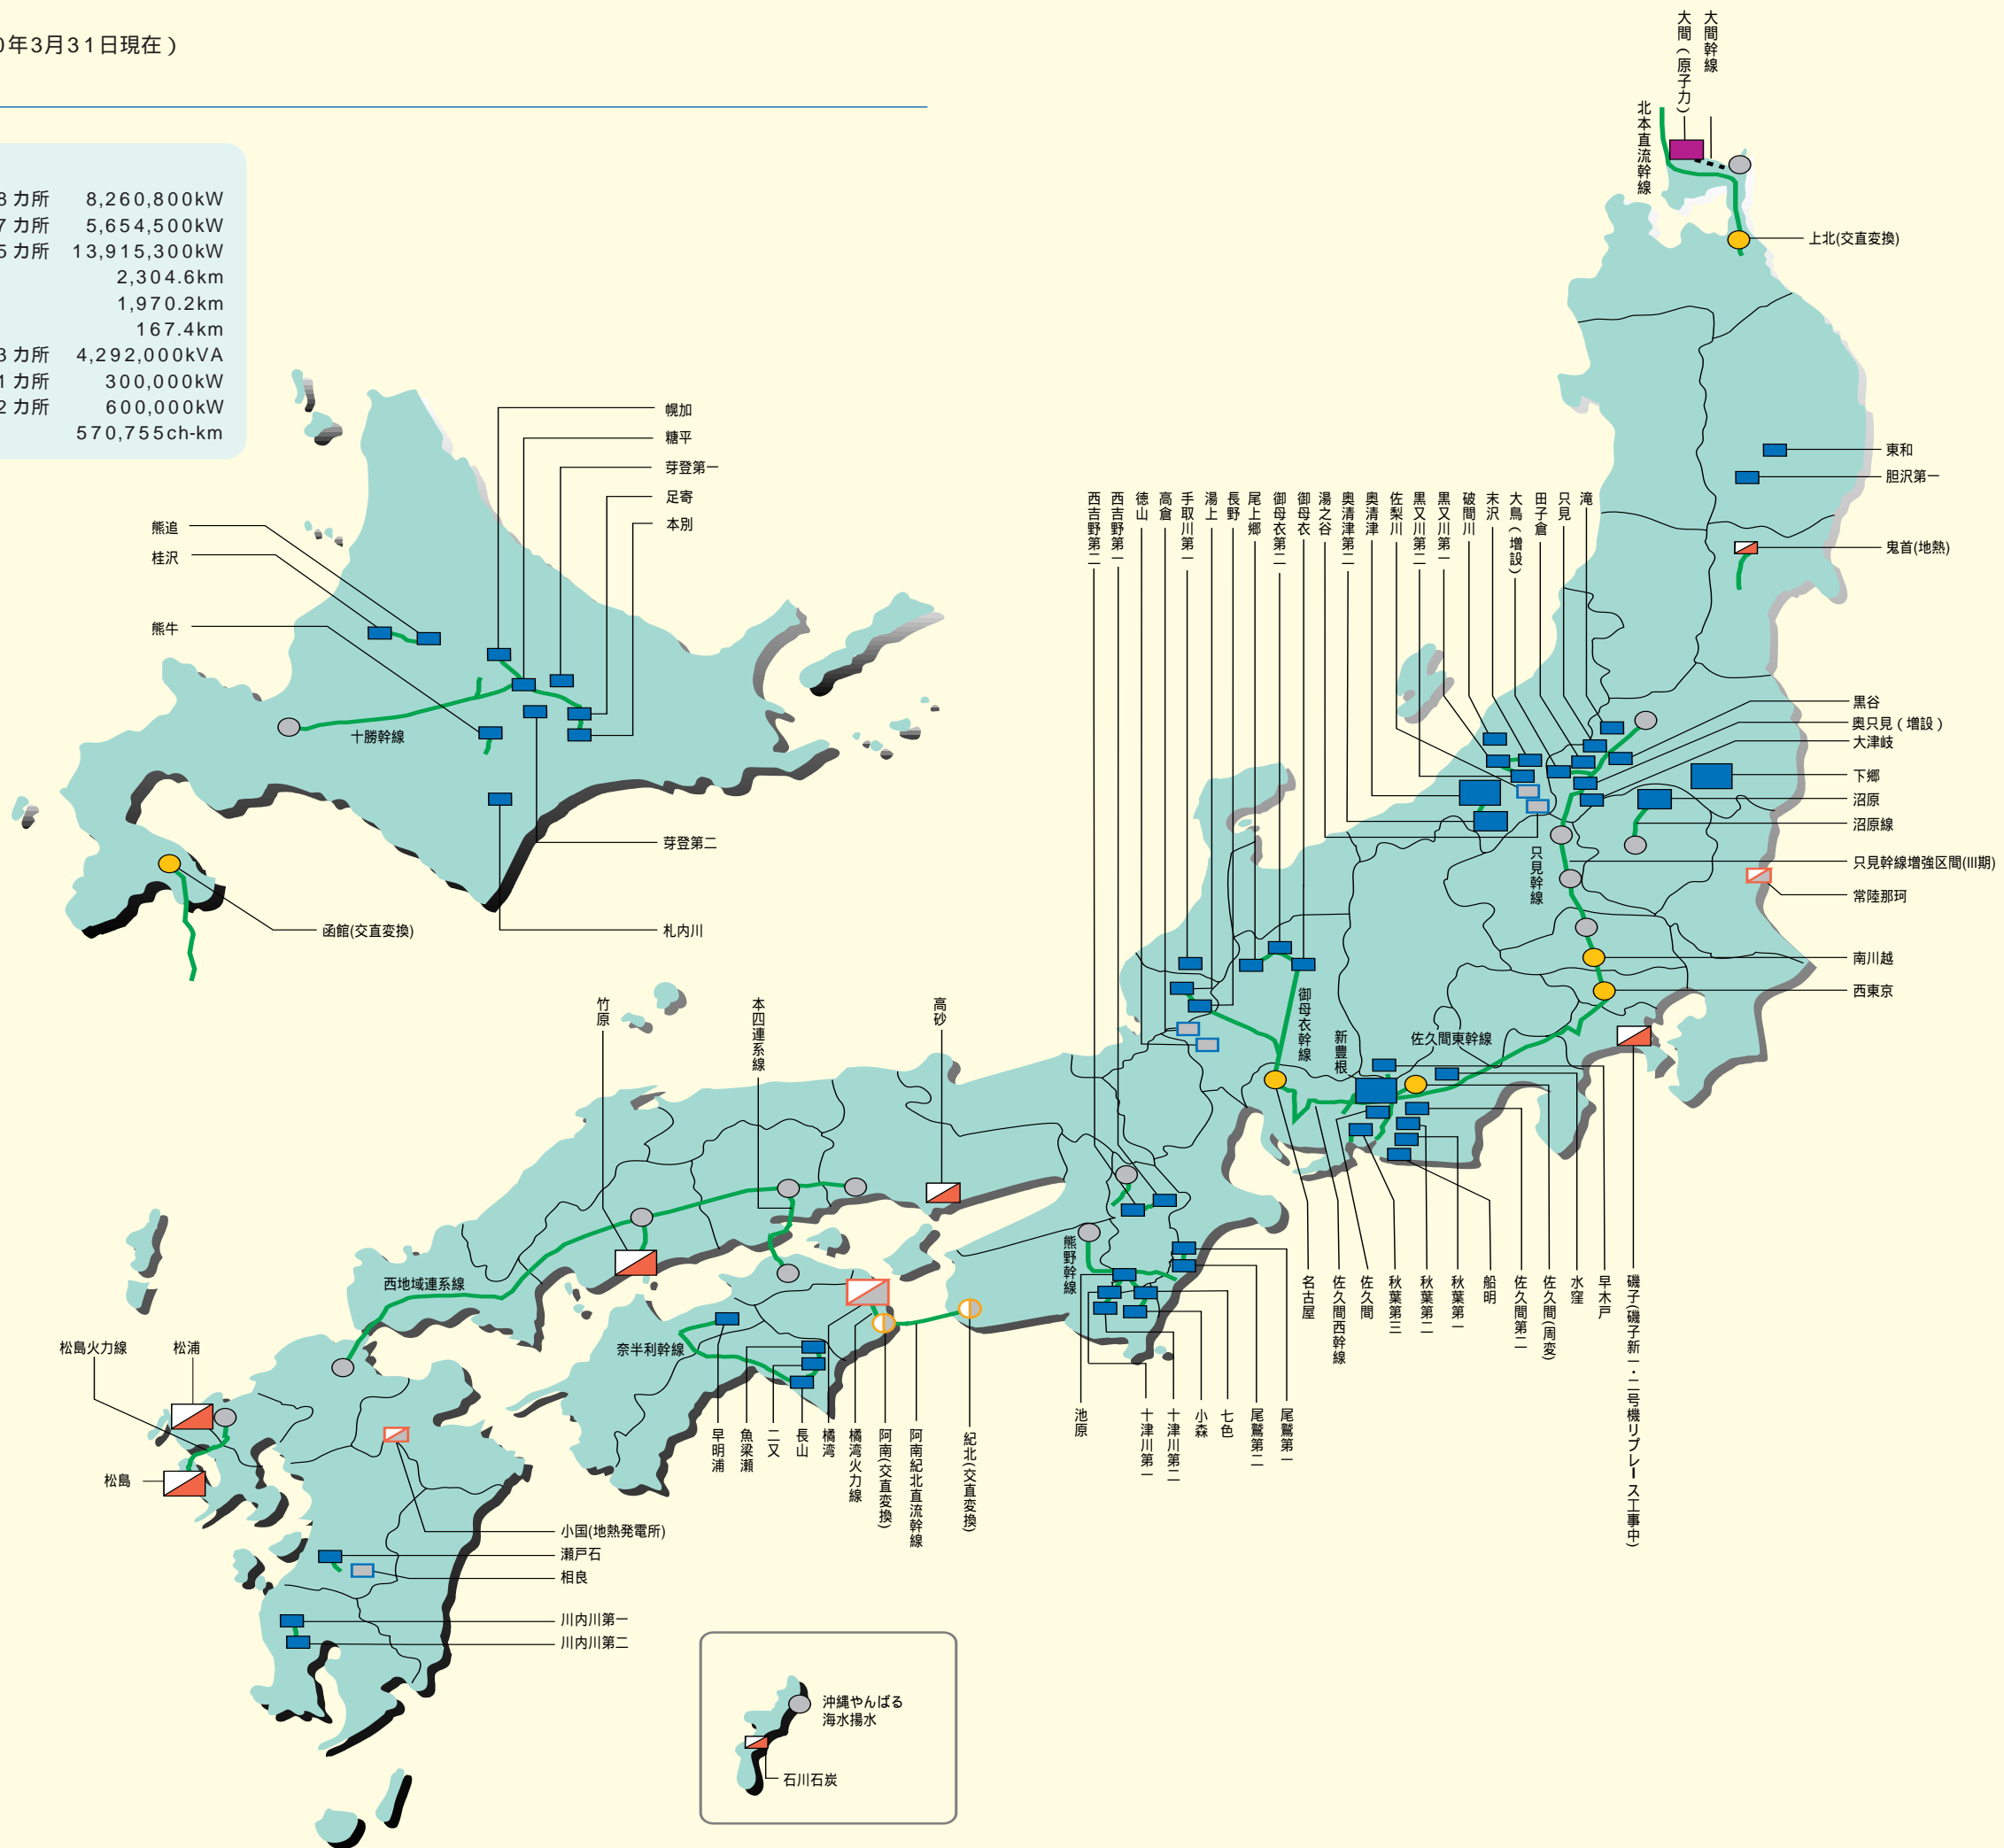 0年3月31日現在）
8カ所 8,260,800kW
7カ所 5,654,500kW
5カ所 13,915,300kW
2,304.6km
1,970.2km
167.4km
3カ所 4,292,000kVA
1カ所 300,000kW
2カ所 600,000kW
570,755ch-km
幌加
糠平
芽登第一
足寄
本別
熊追
桂沢
熊牛
十勝幹線
芽登第二
札内川
函館(交直変換)
大間（原子力）
大間幹線
北本直流幹線
上北(交直変換)
東和
胆沢第一
鬼首(地熱)
西吉野第二
西吉野第一
徳山
高倉
手取川第一
湯上
長野
尾上郷
御母衣第二
御母衣
湯之谷
奥清津第二
奥清津
佐梨川
黒又川第二
黒又川第一
破間川
末沢
大鳥（増設）
田子倉
只見
滝
黒谷
奥只見（増設）
大津岐
下郷
沼原
沼原線
只見幹線増強区間(III期)
常陸那珂
南川越
西東京
只見幹線
御母衣幹線
新豊根
佐久間東幹線
竹原
本四連系線
高砂
西地域連系線
熊野幹線
奈半利幹線
松島火力線
松浦
松島
名古屋
佐久間西幹線
佐久間
秋葉第三
秋葉第二
秋葉第一
船明
佐久間第二
佐久間(周変)
水窪
早木戸
磯子(磯子新一・二号機リプレース工事中)
早明浦
魚梁瀬
二又
長山
橘湾
橘湾火力線
阿南(交直変換)
阿南紀北直流幹線
紀北(交直変換)
池原
十津川第一
十津川第二
小森
七色
尾鷲第二
尾鷲第一
小国(地熱発電所)
瀬戸石
相良
川内川第一
川内川第二
沖縄やんばる
海水揚水
石川石炭